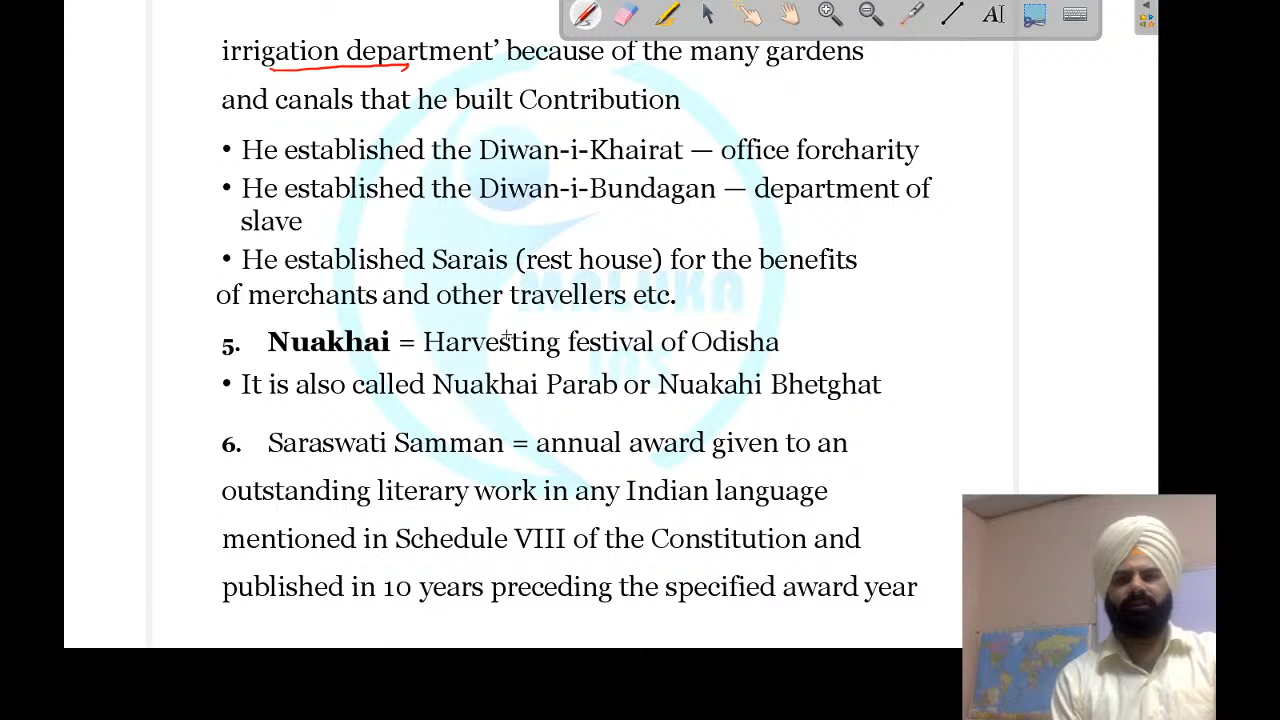 irrigation department’ because of the many gardens
and canals that he built Contribution
• He established the Diwan-i-Khairat — office forcharity
• He established the Diwan-i-Bundagan — department of
slave
• He established Sarais (rest house) for the benefits
of merchants and other travellers etc.
5. Nuakhai = Harvesting festival of Odisha
• It is also called Nuakhai Parab or Nuakahi Bhetghat
6. Saraswati Samman = annual award given to an
outstanding literary work in any Indian language
mentioned in Schedule VIII of the Constitution and
published in 10 years preceding the specified award year
MALUKA
IAS